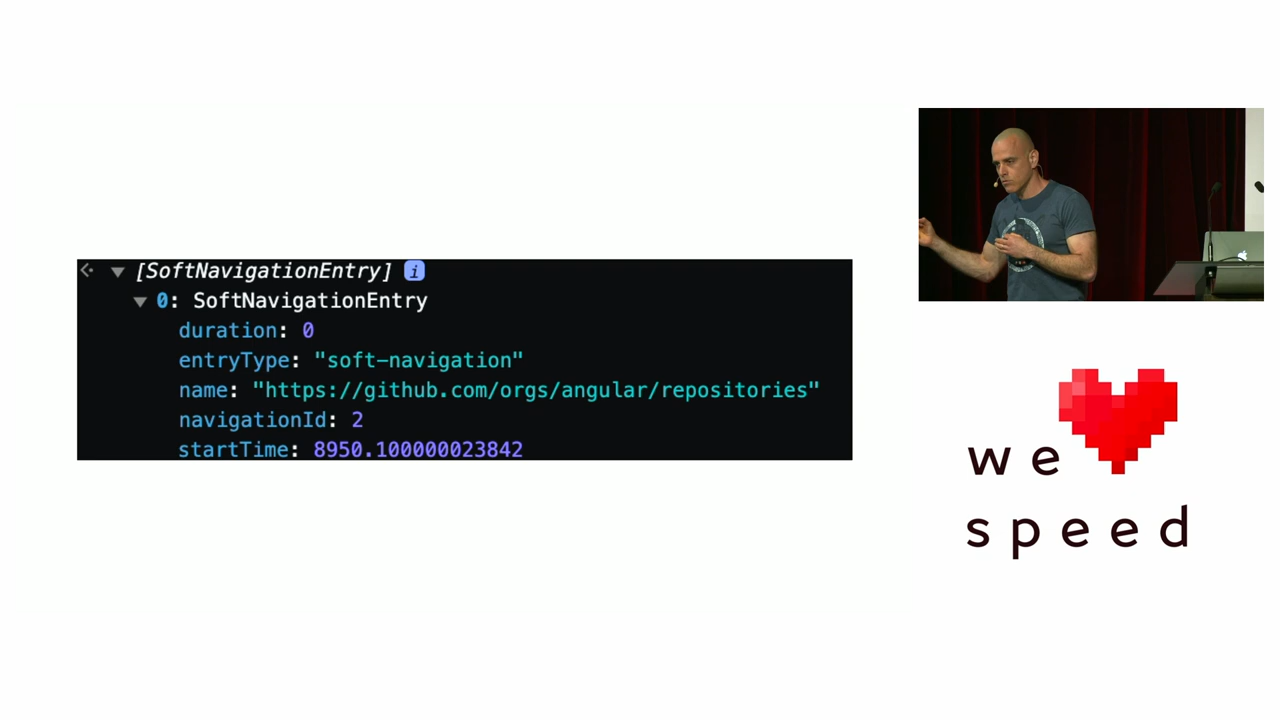 [SoftNavigationEntry] i
0: SoftNavigationEntry
duration: 0
entryType: "soft-navigation"
name: "https://github.com/orgs/angular/repositories"
navigationId: 2
startTime: 8950.100000023842
we
speed